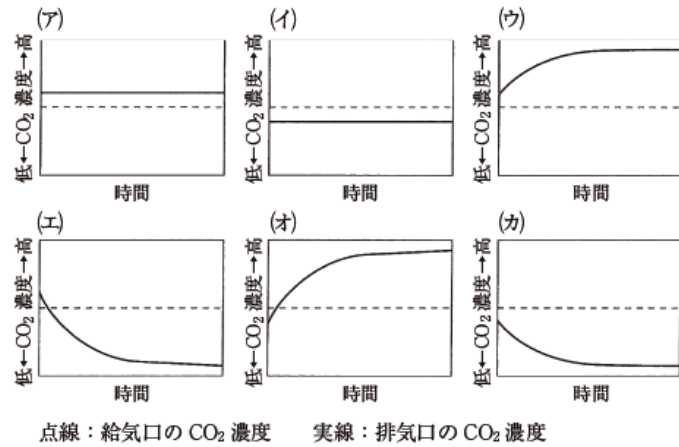 (ア)
低←CO2 濃度→高
時間
(イ)
低←CO2 濃度→高
時間
(ウ)
低←CO2 濃度→高
時間
(エ)
低←CO2 濃度→高
時間
(オ)
低←CO2 濃度→高
時間
(カ)
低←CO2 濃度→高
時間
点線：給気口の CO2 濃度　実線：排気口の CO2 濃度